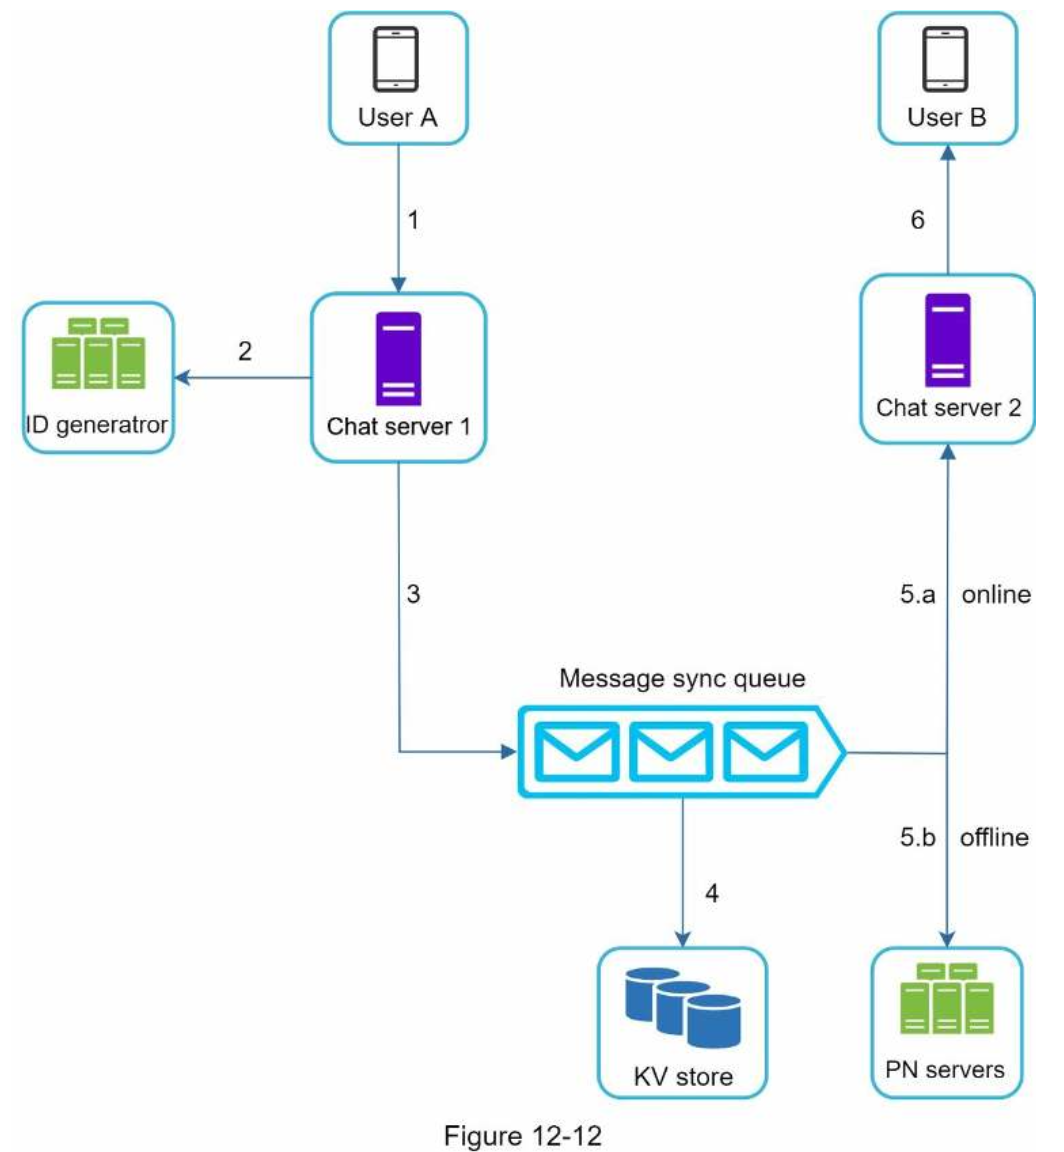 User A
User B
1
6
2
ID generatror
Chat server 1
Chat server 2
3
5.a online
Message sync queue
5.b offline
4
KV store
PN servers
Figure 12-12